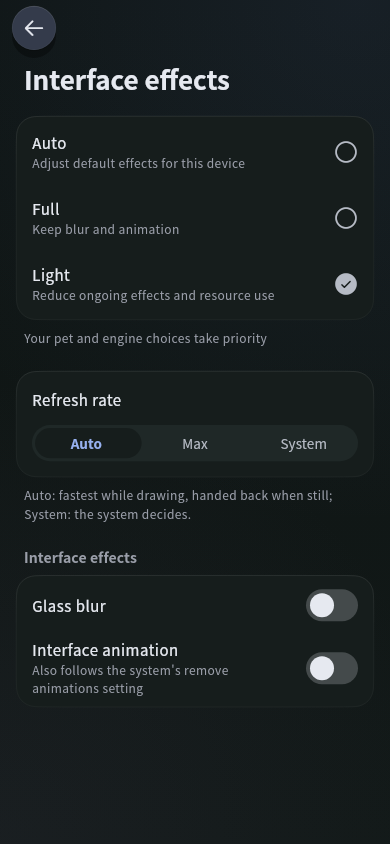 Interface effects
Auto
Adjust default effects for this device
Full
Keep blur and animation
Light
Reduce ongoing effects and resource use
Your pet and engine choices take priority
Refresh rate
Auto Max System
Auto: fastest while drawing, handed back when still;
System: the system decides.
Interface effects
Glass blur
Interface animation
Also follows the system's remove
animations setting